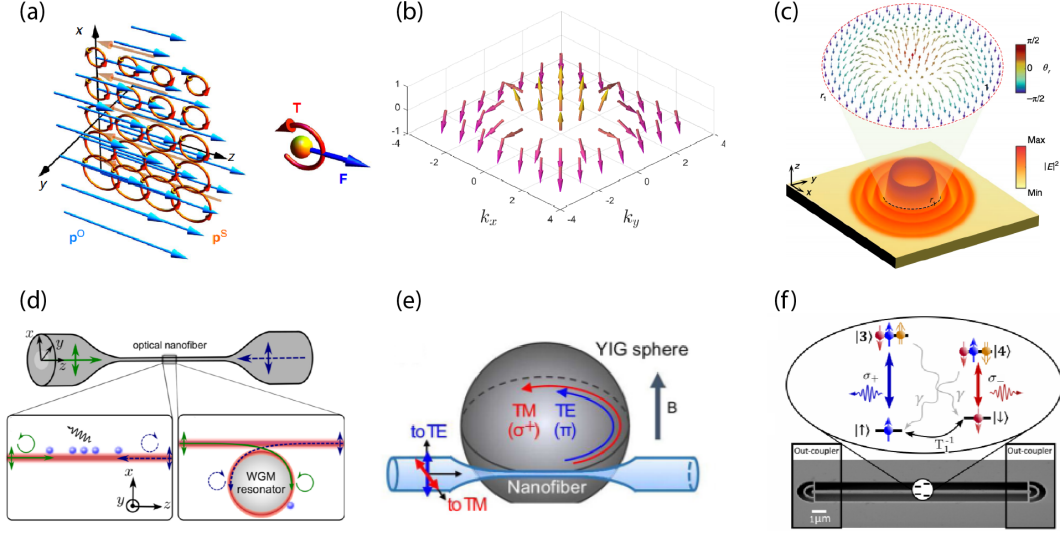 (a)
x
y
z
p^O
p^S
T
F
(b)
1
0
-1
-4
-2
0
2
4
k_x
-4
-2
0
2
4
k_y
(c)
r_1
π/2
0
-π/2
θ_r
Max
Min
|E|^2
z
y
x
(d)
x
y
z
optical nanofiber
x
y
z
WGM
resonator
(e)
YIG sphere
B
TM
(σ^+)
TE
(π)
to TE
to TM
Nanofiber
(f)
|3⟩
|4⟩
σ_+
σ_-
γ
γ
|↑⟩
|↓⟩
T_1^{-1}
Out-coupler
Out-coupler
1μm